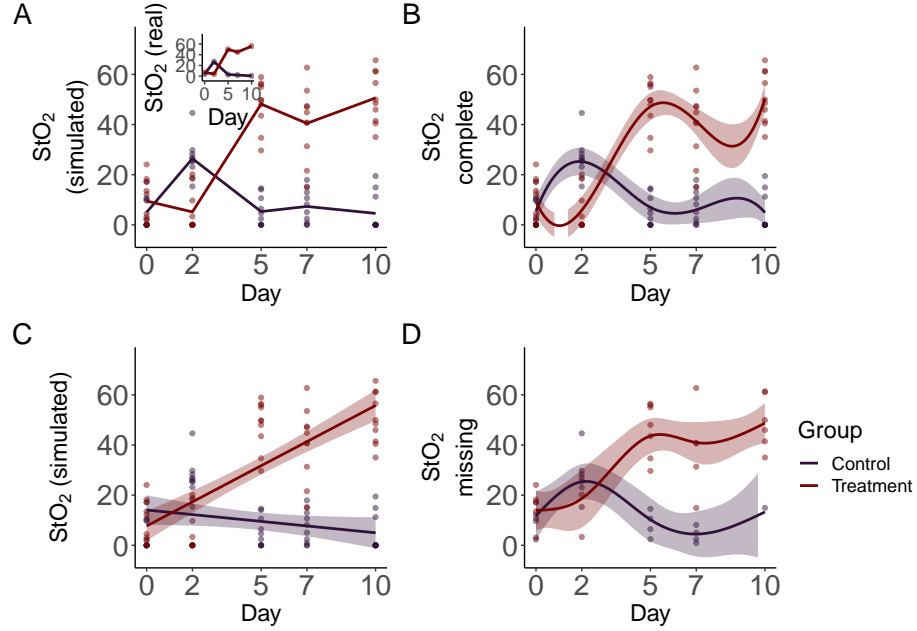 A
StO2 (simulated)
60
40
20
0
0 2 5 7 10
Day
StO2 (real)
60
40
20
0
0 5 10
Day
B
StO2 complete
60
40
20
0
0 2 5 7 10
Day
C
StO2 (simulated)
60
40
20
0
0 2 5 7 10
Day
D
StO2 missing
60
40
20
0
0 2 5 7 10
Day
Group
Control
Treatment